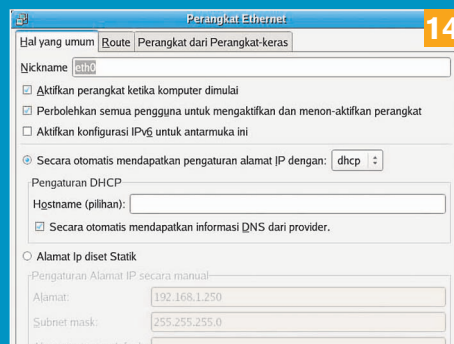 Perangkat Ethernet
14
Hal yang umum Route Perangkat dari Perangkat-keras
Nickname eth0
Aktifkan perangkat ketika komputer dimulai
Perbolehkan semua pengguna untuk mengaktifkan dan menon-aktifkan perangkat
Aktifkan konfigurasi IPv6 untuk antarmuka ini
Secara otomatis mendapatkan pengaturan alamat IP dengan: dhcp
Pengaturan DHCP
Hostname (pilihan):
Secara otomatis mendapatkan informasi DNS dari provider.
Alamat Ip diset Statik
Pengaturan Alamat IP secara manual
Alamat: 192.168.1.250
Subnet mask: 255.255.255.0